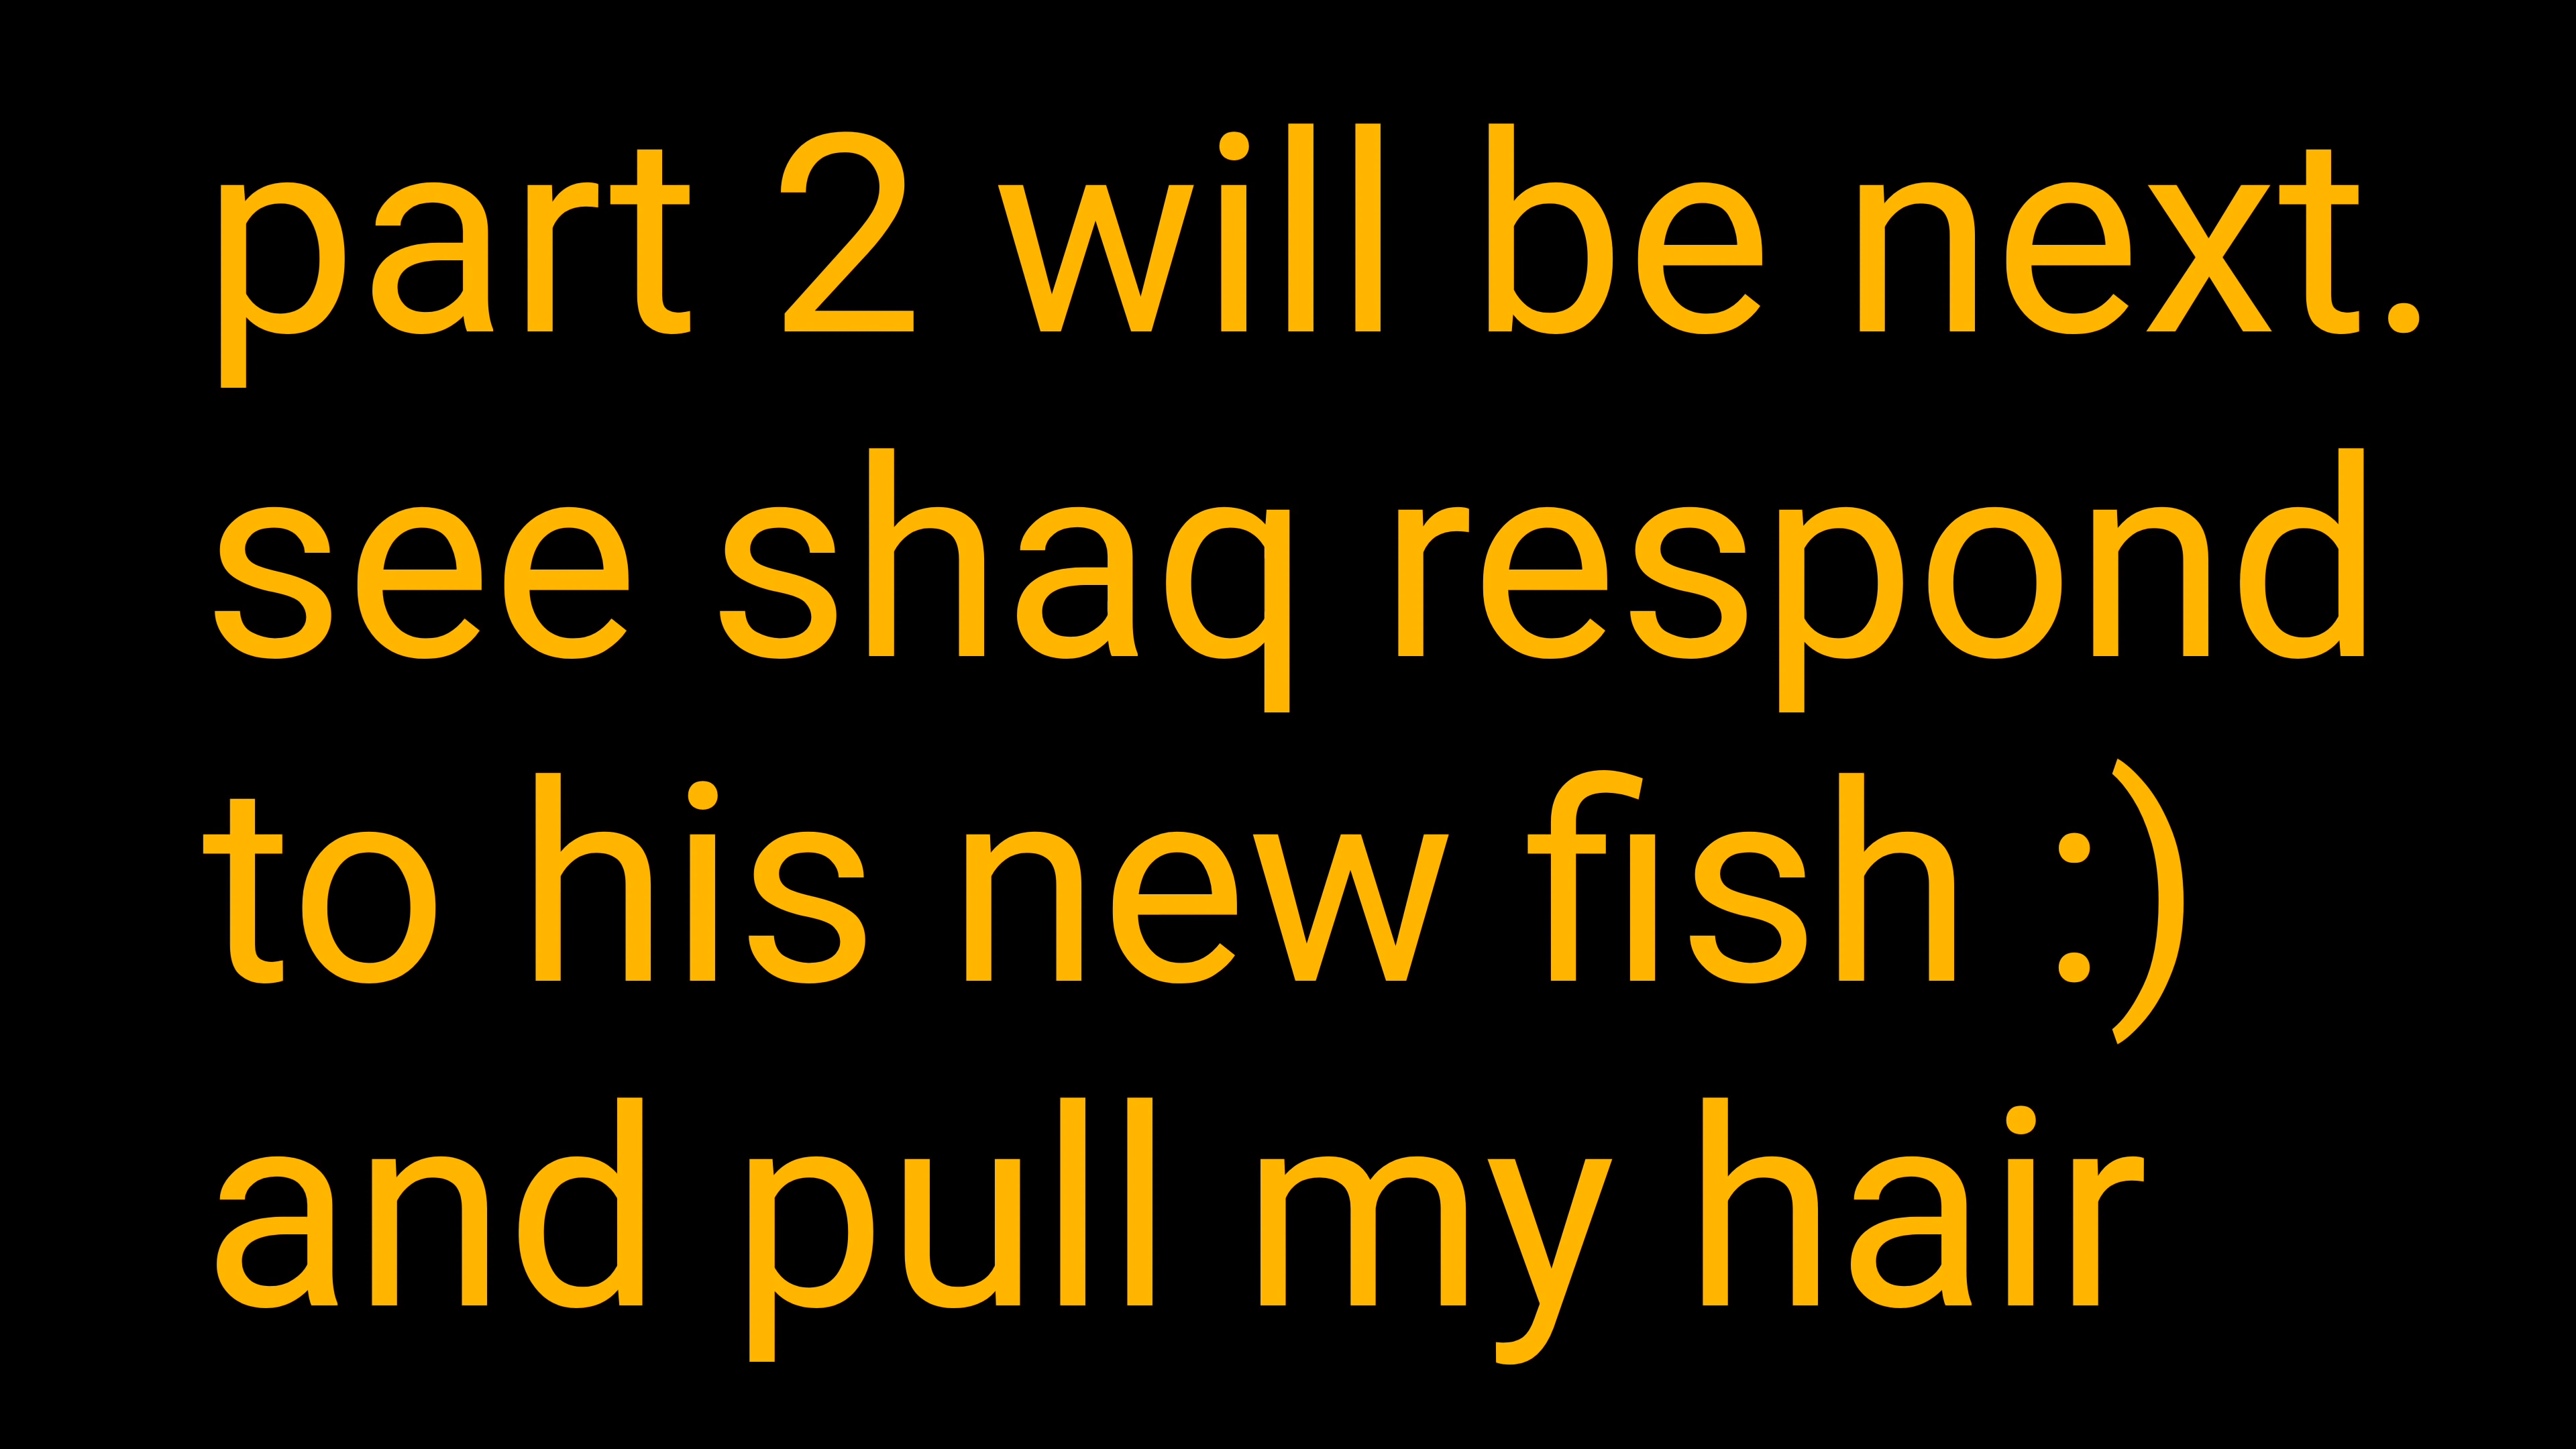 part 2 will be next.
see shaq respond
to his new fish :)
and pull my hair